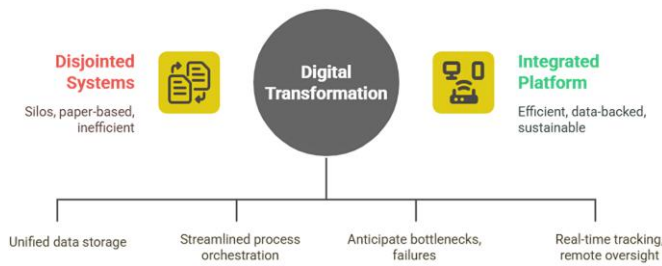 Disjointed
Systems
Silos, paper-based,
inefficient
Digital
Transformation
Integrated
Platform
Efficient, data-backed,
sustainable
Unified data storage
Streamlined process
orchestration
Anticipate bottlenecks,
failures
Real-time tracking,
remote oversight